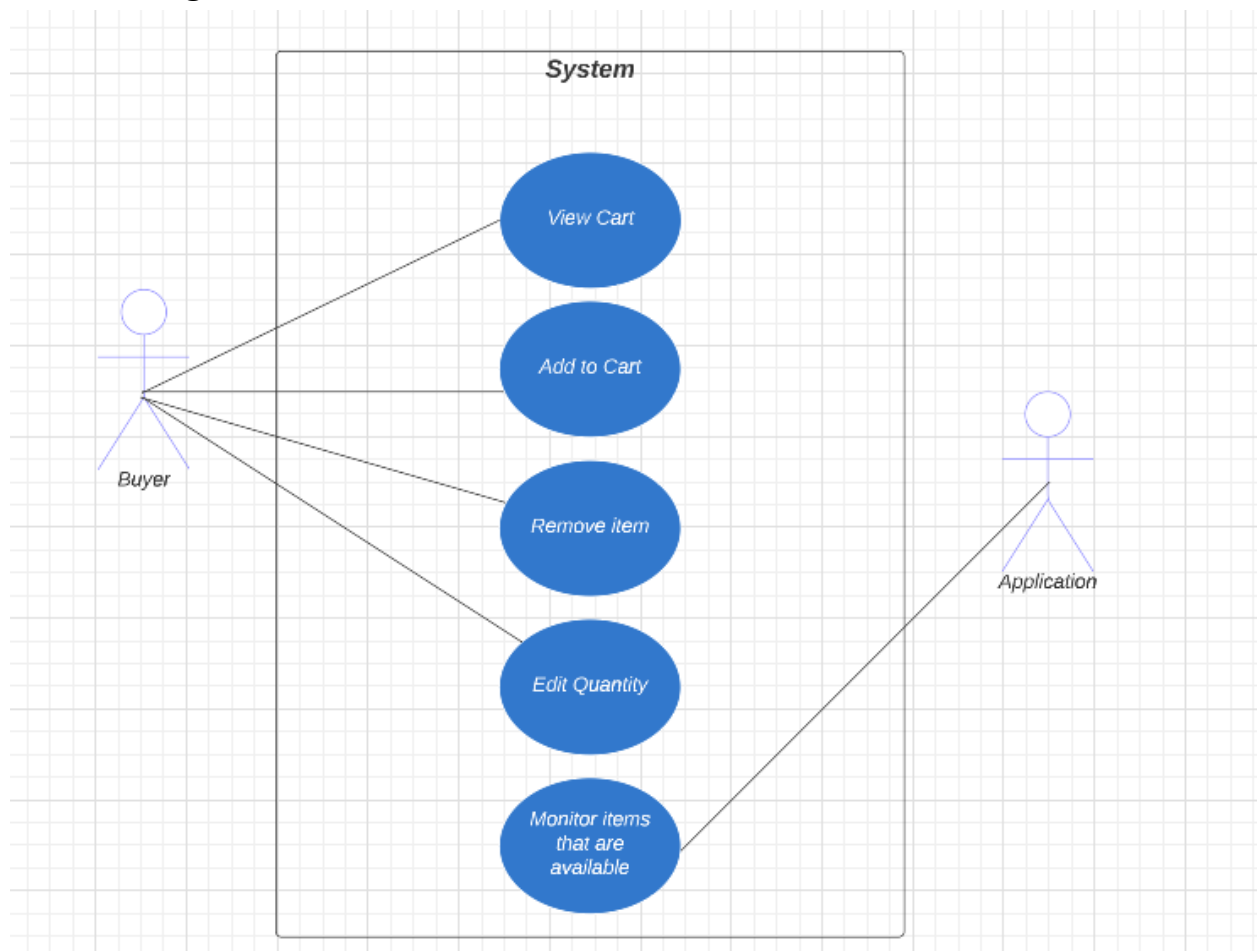 System
View Cart
Add to Cart
Buyer
Remove item
Application
Edit Quantity
Monitor items
that are
available